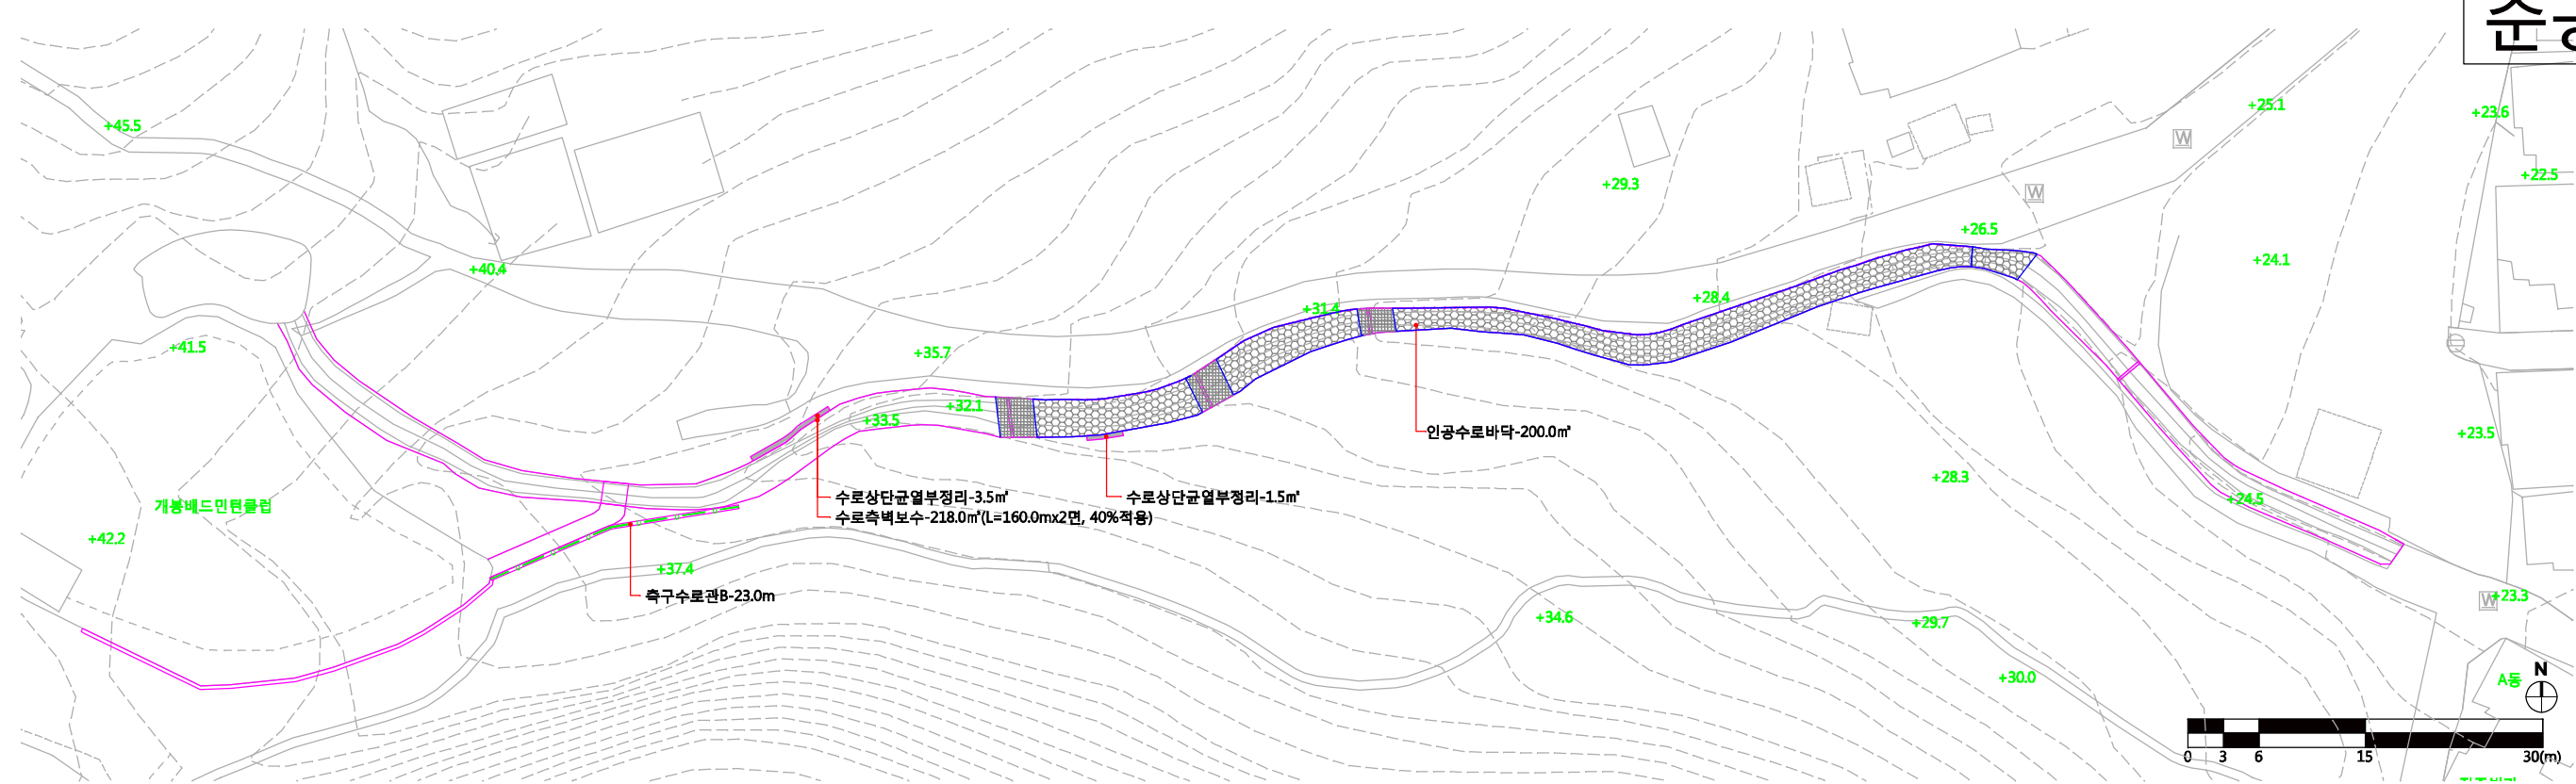 준공
+45.5
+25.1
+23.6
+22.5
+29.3
W
W
+26.5
+24.1
+40.4
+28.4
+31.4
+41.5
+35.7
+32.1
+33.5
인공수로바닥-200.0㎡
+23.5
+28.3
개봉배드민턴클럽
수로상단균열부정리-3.5㎡
수로상단균열부정리-1.5㎡
수로측벽보수-218.0㎡(L=160.0mx2면, 40%적용)
+24.5
+42.2
+37.4
측구수로관B-23.0m
W
+23.3
+34.6
+29.7
+30.0
A동
N
0 3 6 15 30(m)